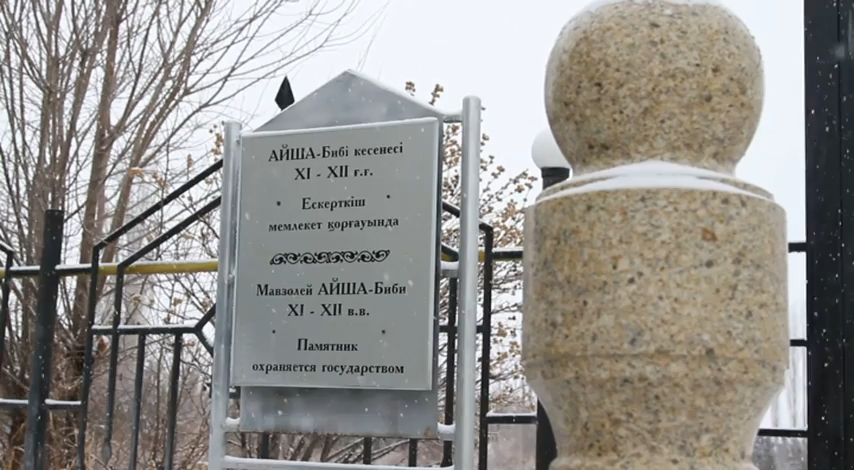 АЙША-Бибі кесенесі
XI - XII ғ.ғ.
Ескерткіш
мемлекет қорғауында
Мавзолей АЙША-Биби
XI - XII в.в.
Памятник
охраняется государством